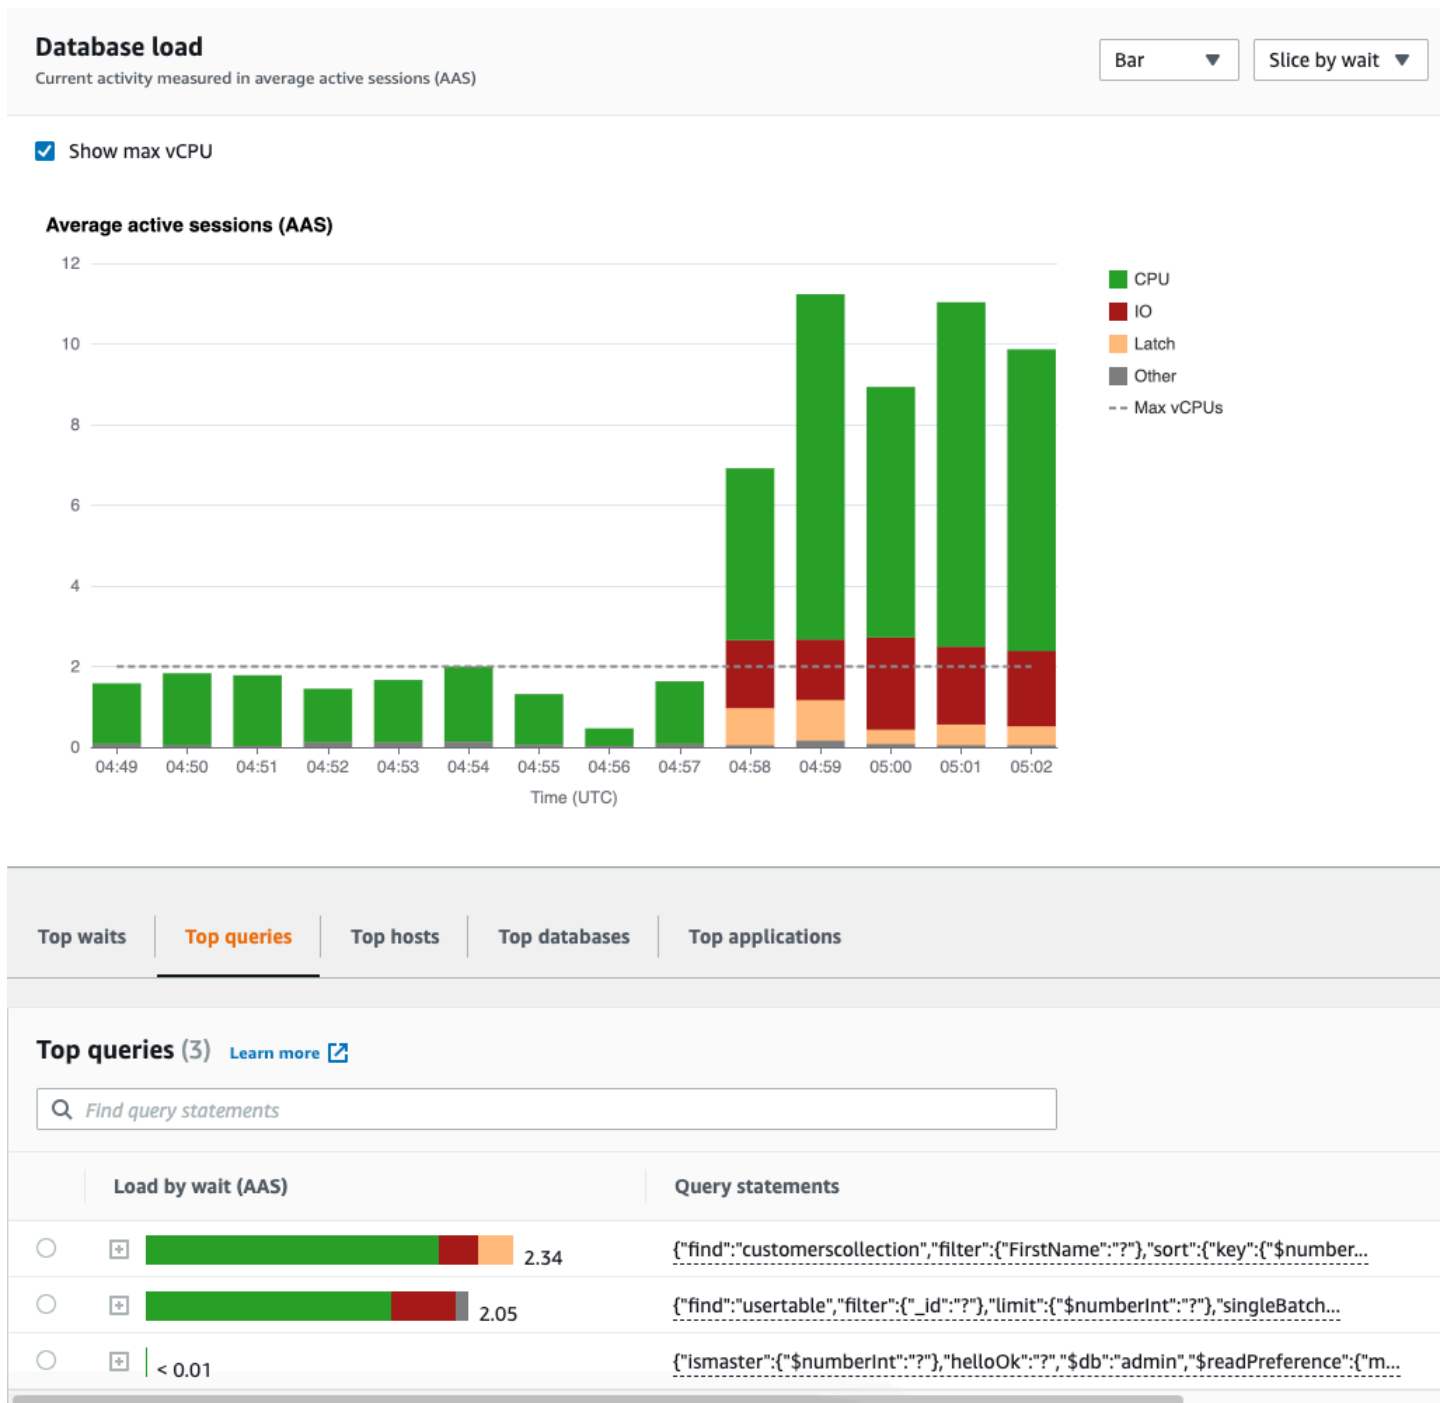 Database load
Current activity measured in average active sessions (AAS)
Bar
Slice by wait
Show max vCPU
Average active sessions (AAS)
12
10
8
6
4
2
0
04:49 04:50 04:51 04:52 04:53 04:54 04:55 04:56 04:57 04:58 04:59 05:00 05:01 05:02
Time (UTC)
CPU
IO
Latch
Other
Max vCPUs
Top waits
Top queries
Top hosts
Top databases
Top applications
Top queries (3) Learn more
Find query statements
Load by wait (AAS) Query statements
2.34 {"find":"customerscollection","filter":{"FirstName":"?"},"sort":{"key":{"$number...
2.05 {"find":"usertable","filter":{"_id":"?"},"limit":{"$numberInt":"?"},"singleBatch...
< 0.01 {"ismaster":{"$numberInt":"?"},"helloOk":"?","$db":"admin","$readPreference":{"m...